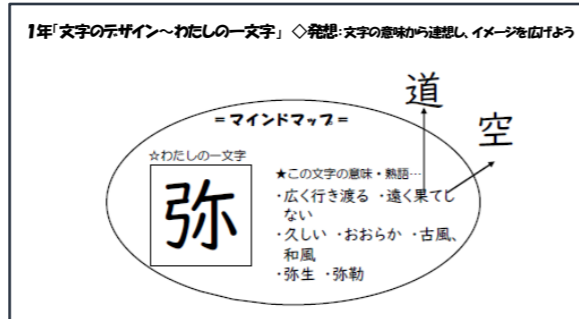 1年「文字のデザイン～わたしの一文字」 ◇発想:文字の意味から連想し、イメージを広げよう
道
空
=マインドマップ=
☆わたしの一文字
弥
★この文字の意味・熟語…
・広く行き渡る ・遠く果てし
ない
・久しい ・おおらか ・古風、
和風
・弥生 ・弥勒